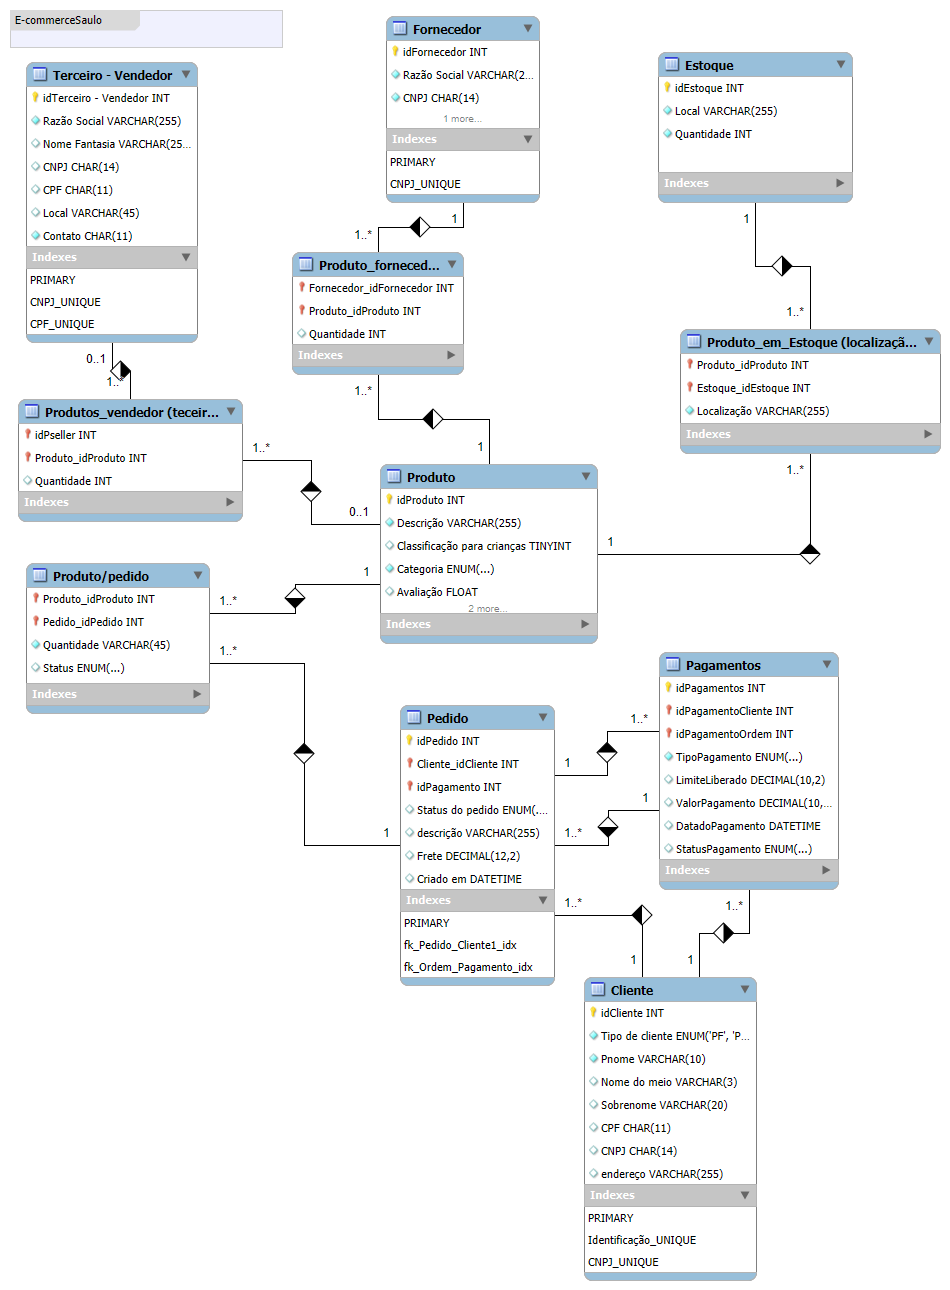 E-commerceSaulo
Fornecedor
idFornecedor INT
Razão Social VARCHAR(2...
CNPJ CHAR(14)
1 more...
Indexes
PRIMARY
CNPJ_UNIQUE
1
1..*
Estoque
idEstoque INT
Local VARCHAR(255)
Quantidade INT
Indexes
1
1..*
Terceiro - Vendedor
idTerceiro - Vendedor INT
Razão Social VARCHAR(255)
Nome Fantasia VARCHAR(25...
CNPJ CHAR(14)
CPF CHAR(11)
Local VARCHAR(45)
Contato CHAR(11)
Indexes
PRIMARY
CNPJ_UNIQUE
CPF_UNIQUE
0..1
1..*
Produto_forneced...
Fornecedor_idFornecedor INT
Produto_idProduto INT
Quantidade INT
Indexes
1..*
1
Produto_em_Estoque (localizaçã...
Produto_idProduto INT
Estoque_idEstoque INT
Localização VARCHAR(255)
Indexes
1..*
1
Produtos_vendedor (teceir...
idPseller INT
Produto_idProduto INT
Quantidade INT
Indexes
1..*
0..1
Produto
idProduto INT
Descrição VARCHAR(255)
Classificação para crianças TINYINT
Categoria ENUM(...)
Avaliação FLOAT
2 more...
Indexes
Produto/pedido
Produto_idProduto INT
Pedido_idPedido INT
Quantidade VARCHAR(45)
Status ENUM(...)
Indexes
1..*
1
1..*
1
Pedido
idPedido INT
Cliente_idCliente INT
idPagamento INT
Status do pedido ENUM(...
descrição VARCHAR(255)
Frete DECIMAL(12,2)
Criado em DATETIME
Indexes
PRIMARY
fk_Pedido_Cliente1_idx
fk_Ordem_Pagamento_idx
1
1..*
1..*
1
1..*
1
Pagamentos
idPagamentos INT
idPagamentoCliente INT
idPagamentoOrdem INT
TipoPagamento ENUM(...)
LimiteLiberado DECIMAL(10,2)
ValorPagamento DECIMAL(10,...
DatadoPagamento DATETIME
StatusPagamento ENUM(...)
Indexes
1..*
1
Cliente
idCliente INT
Tipo de cliente ENUM('PF', 'P...
Pnome VARCHAR(10)
Nome do meio VARCHAR(3)
Sobrenome VARCHAR(20)
CPF CHAR(11)
CNPJ CHAR(14)
endereço VARCHAR(255)
Indexes
PRIMARY
Identificação_UNIQUE
CNPJ_UNIQUE